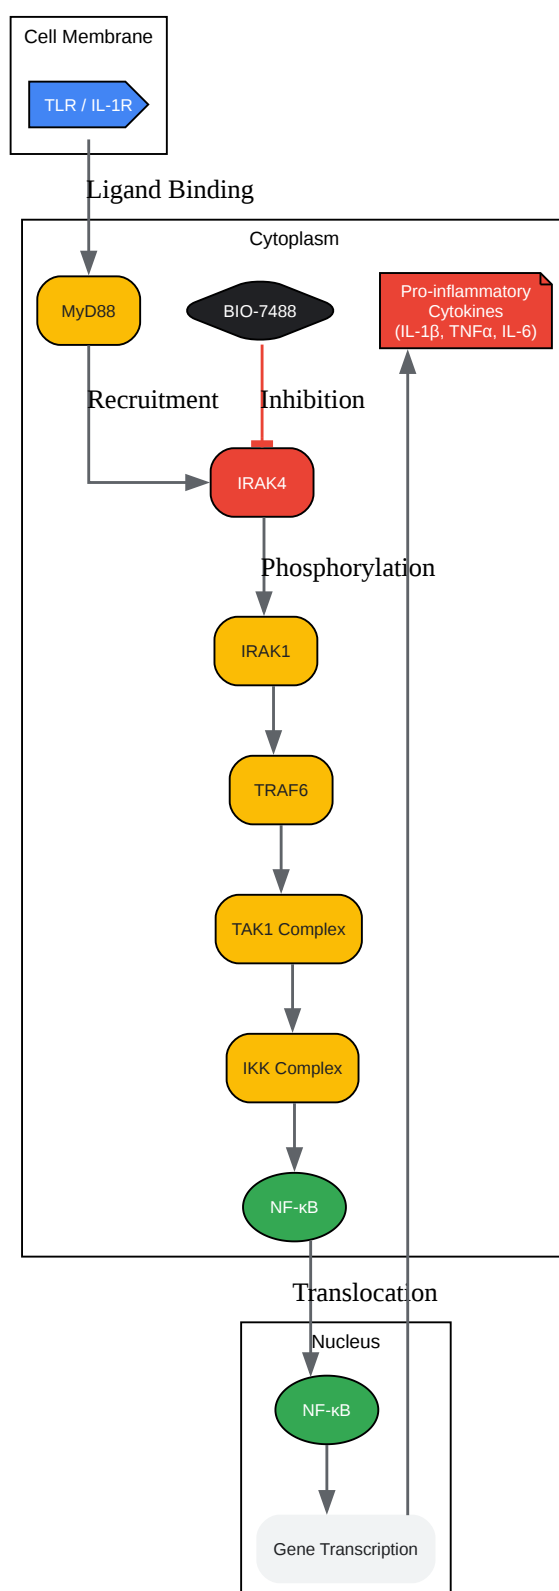 Cell Membrane
TLR / IL-1R
Ligand Binding
Cytoplasm
MyD88
BIO-7488
Pro-inflammatory
Cytokines
(IL-1β, TNFα, IL-6)
Recruitment
Inhibition
IRAK4
Phosphorylation
IRAK1
TRAF6
TAK1 Complex
IKK Complex
NF-κB
Translocation
Nucleus
NF-κB
Gene Transcription